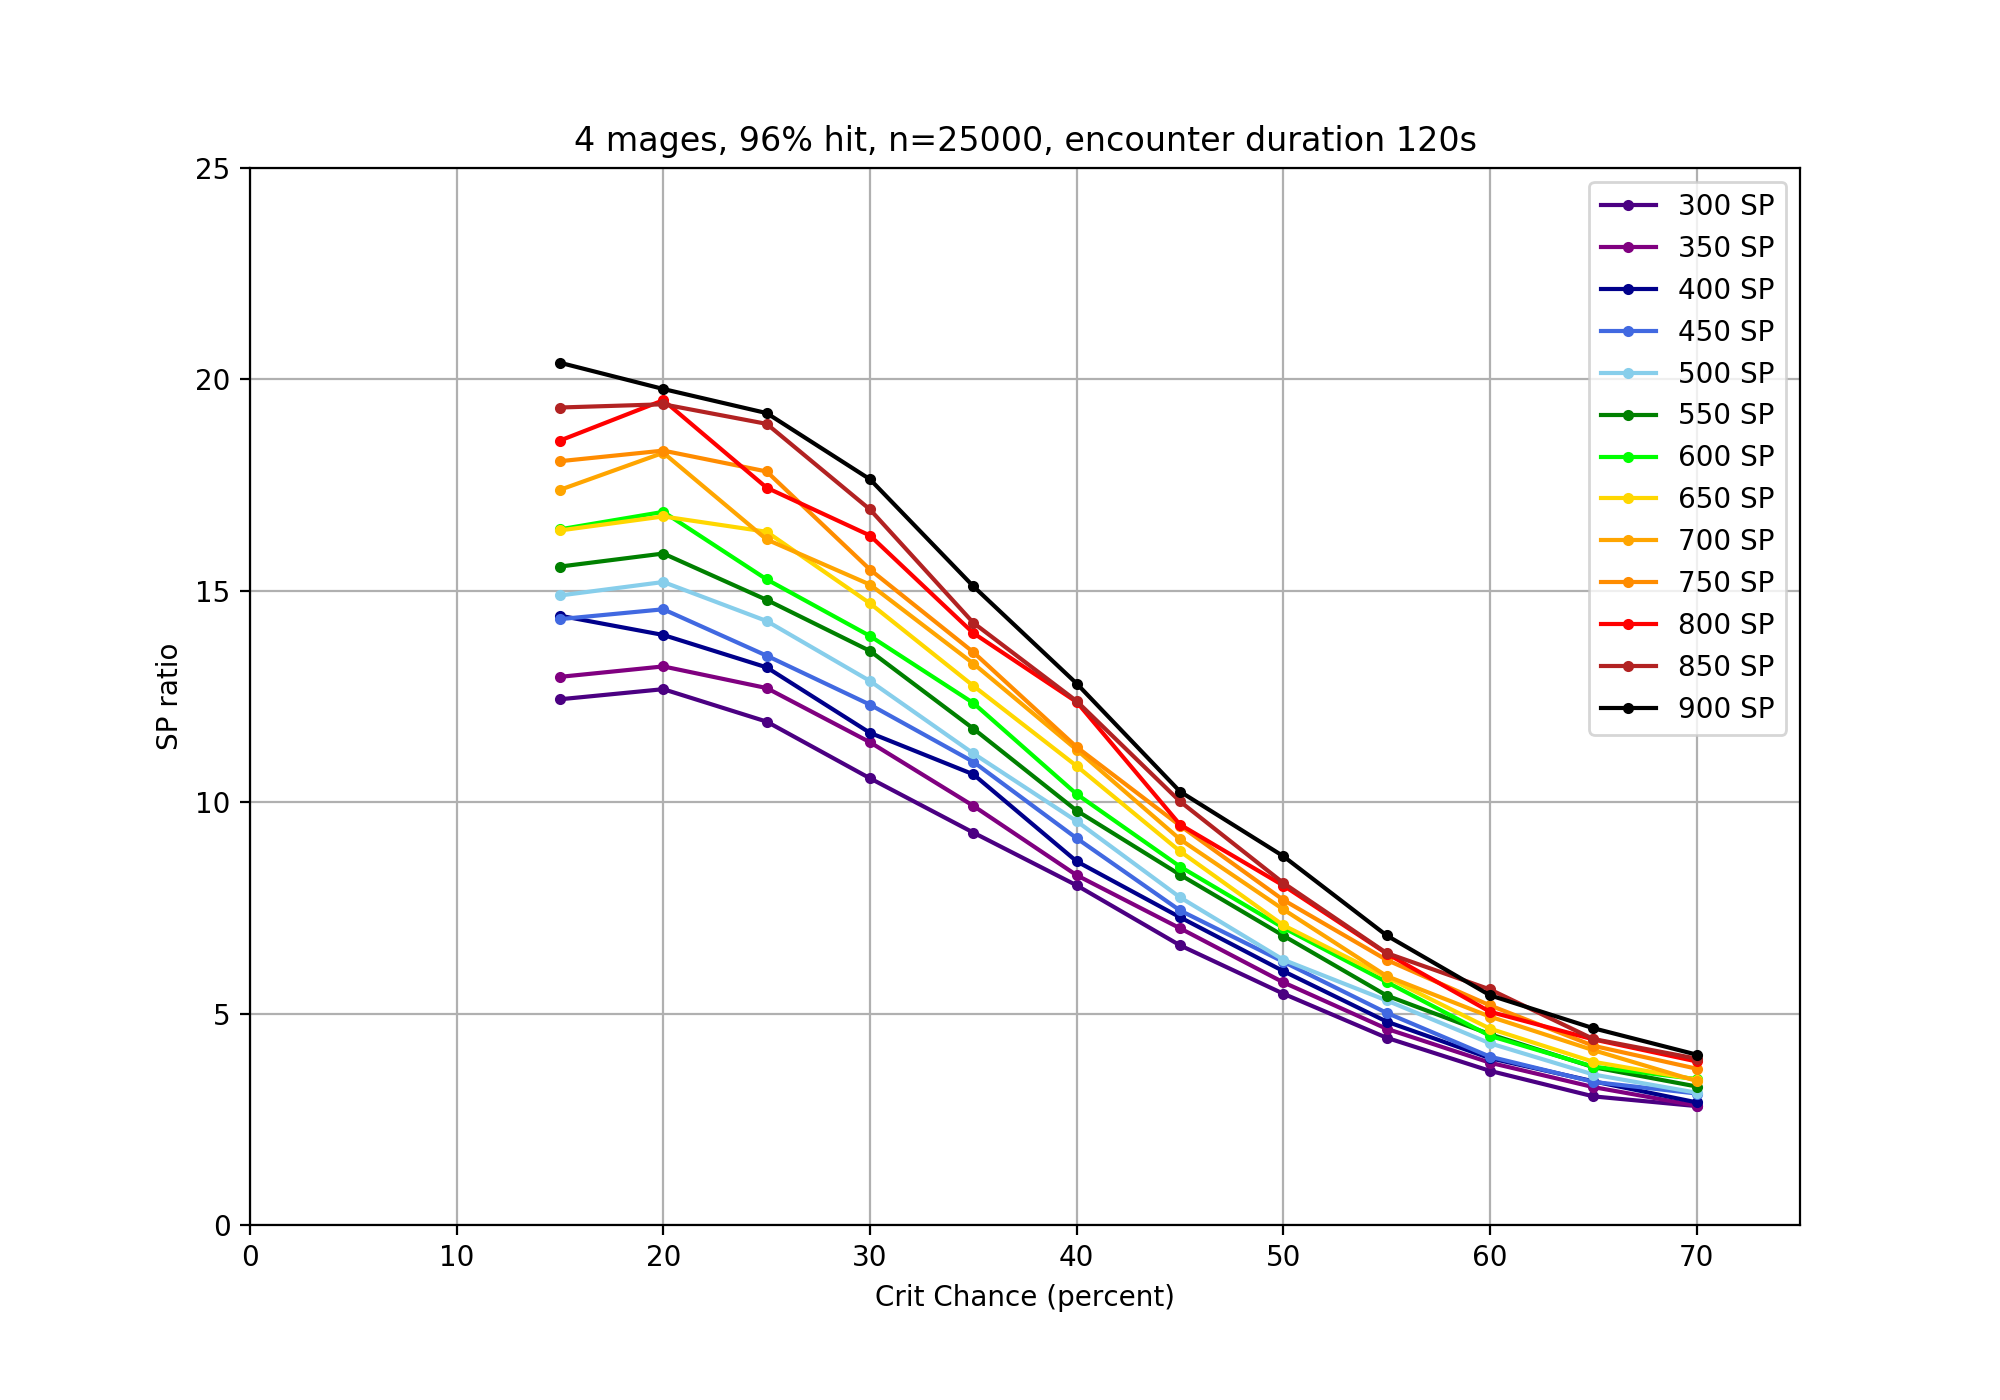 4 mages, 96% hit, n=25000, encounter duration 120s
25
20
15
10
5
0
SP ratio
0 10 20 30 40 50 60 70
Crit Chance (percent)
300 SP
350 SP
400 SP
450 SP
500 SP
550 SP
600 SP
650 SP
700 SP
750 SP
800 SP
850 SP
900 SP